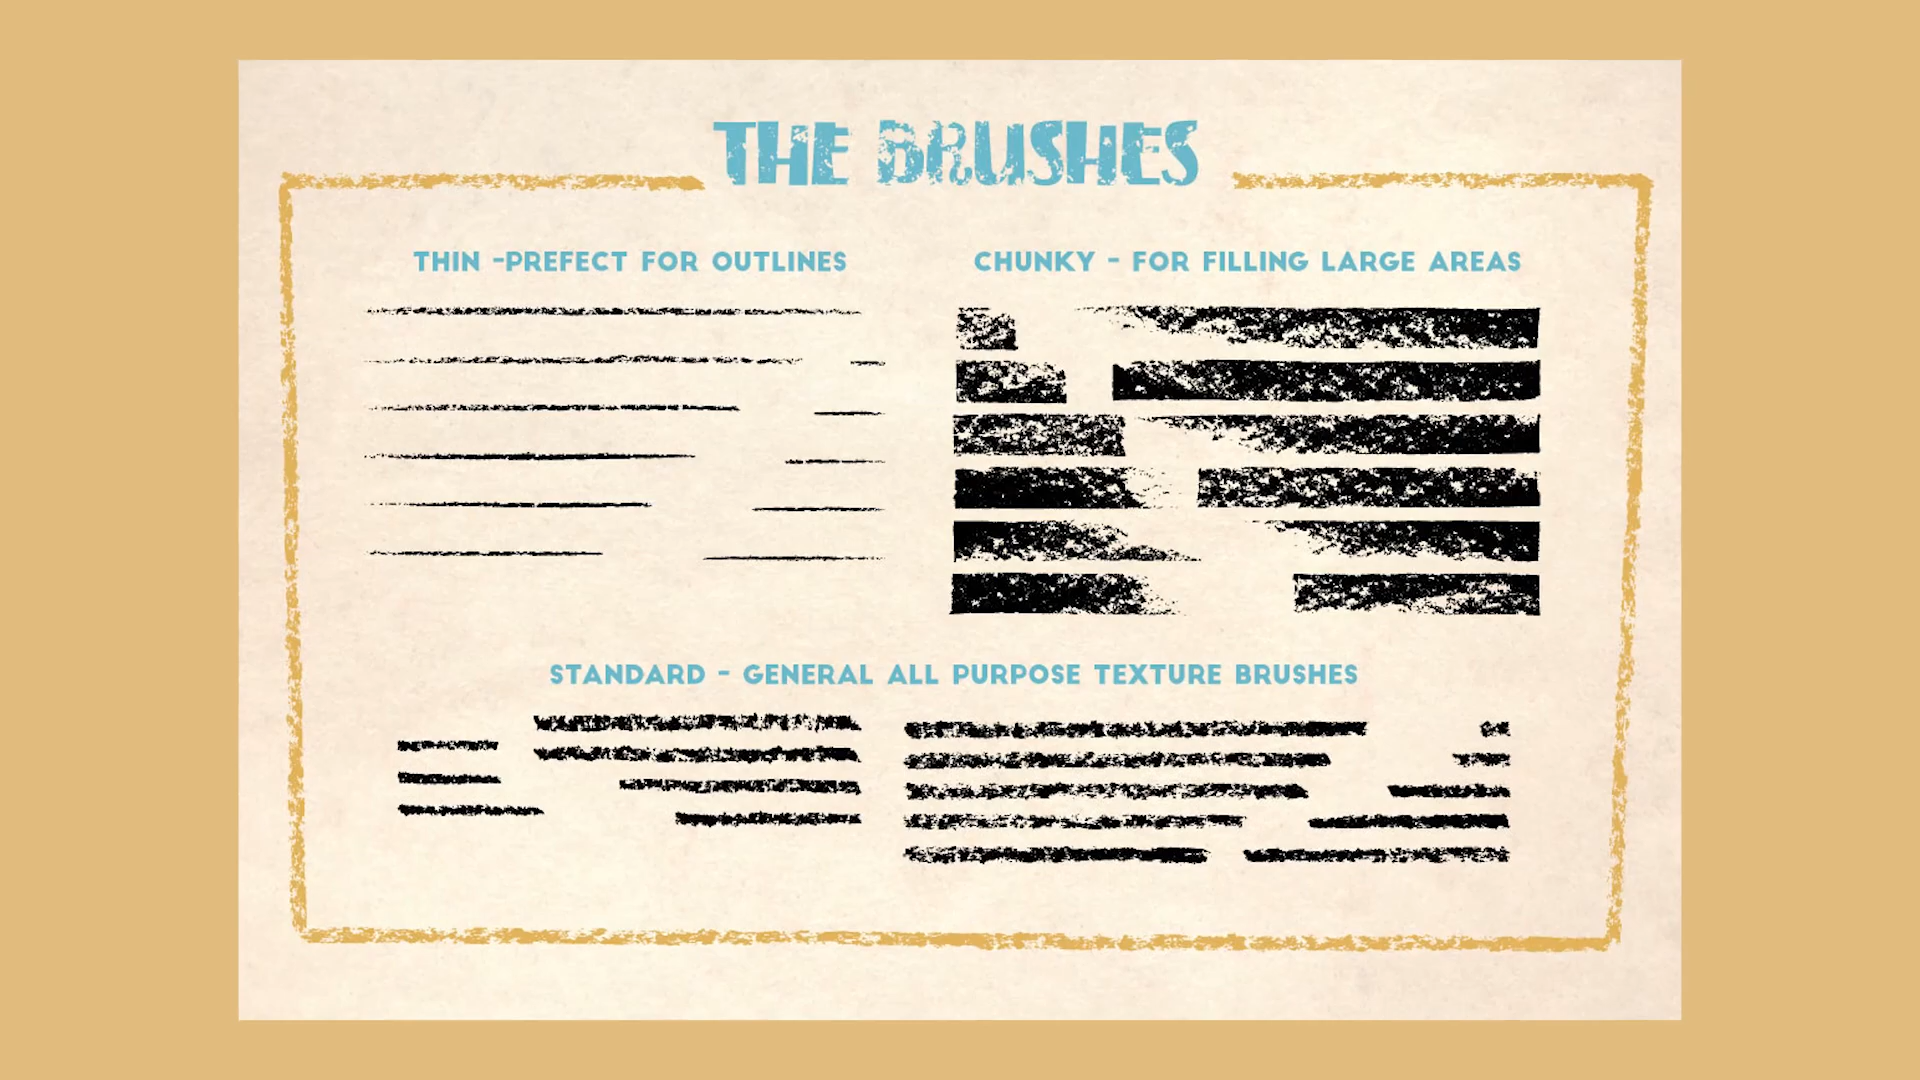 THE BRUSHES
THIN -PREFECT FOR OUTLINES
CHUNKY - FOR FILLING LARGE AREAS
STANDARD - GENERAL ALL PURPOSE TEXTURE BRUSHES